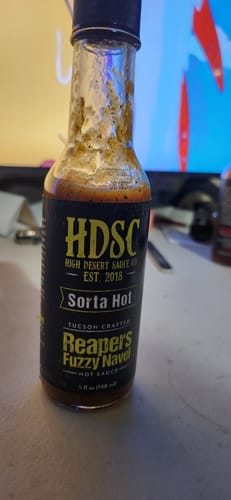 HDSC
HIGH DESERT SAUCE CO
EST. 2018
Sorta Hot
TUCSON CRAFTED
Reapers
Fuzzy Navel
HOT SAUCE
5 fl oz (148 ml)